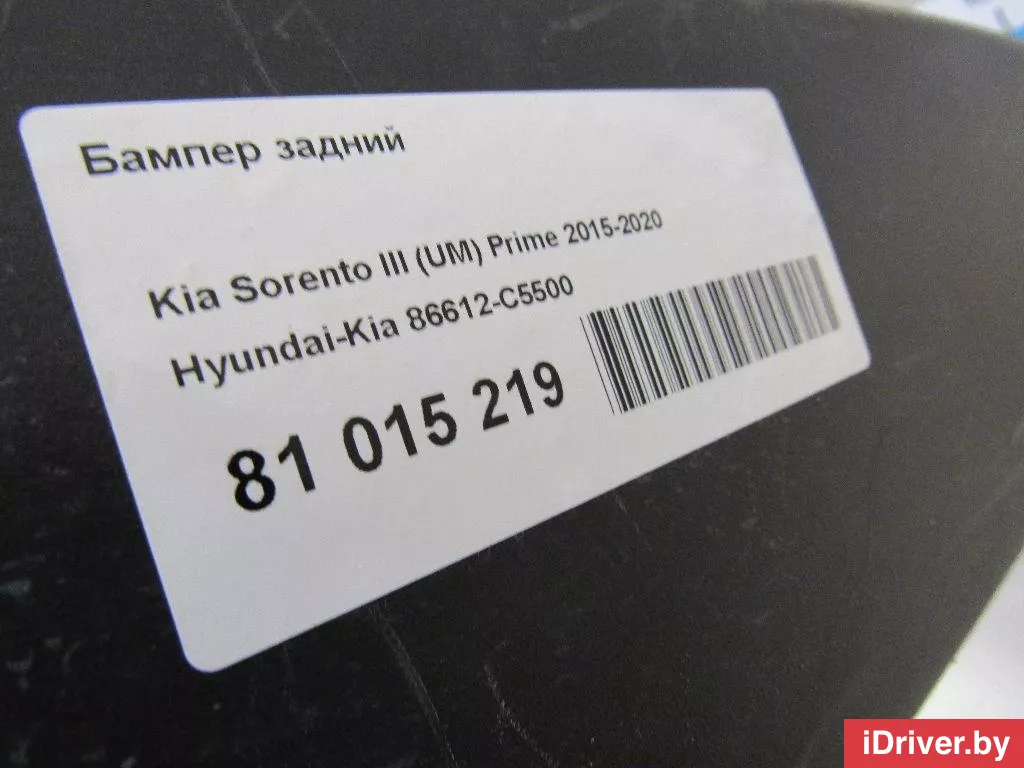 Бампер задний
Kia Sorento III (UM) Prime 2015-2020
Hyundai-Kia 86612-C5500
81 015 219
iDriver.by